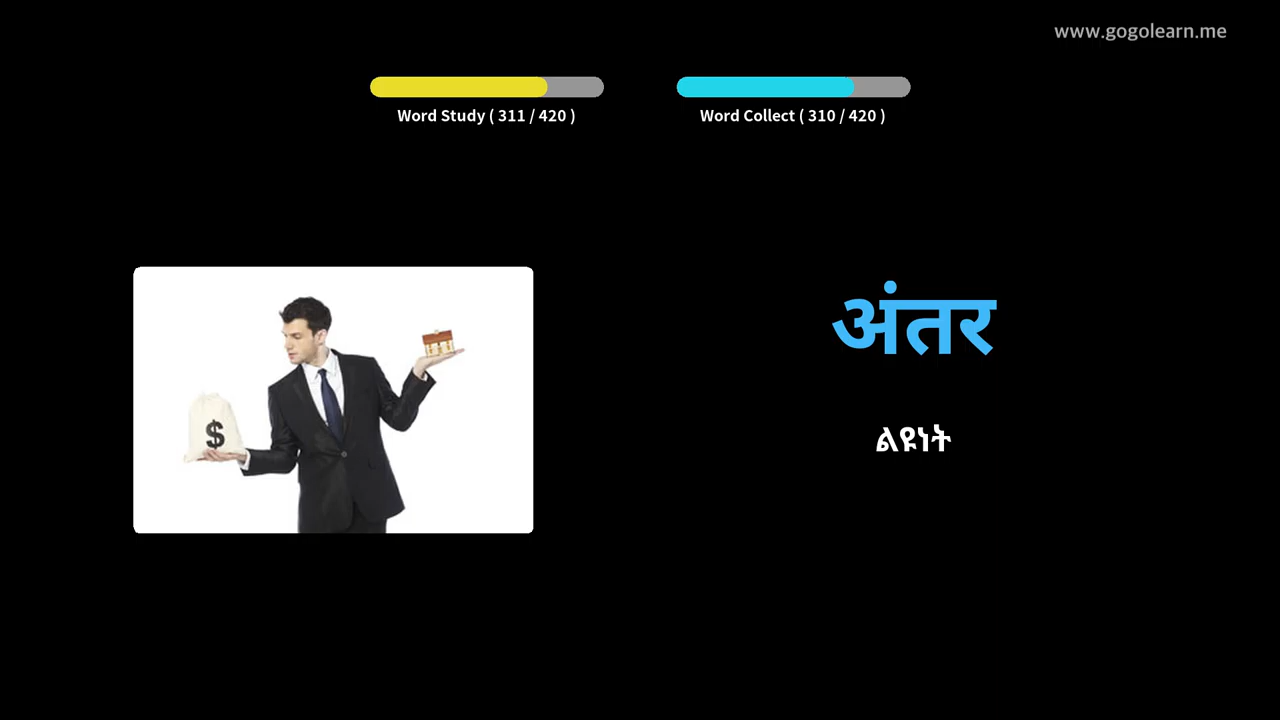 www.gogolearn.me
Word Study ( 311 / 420 )
Word Collect ( 310 / 420 )
$
अंतर
ልዩነት